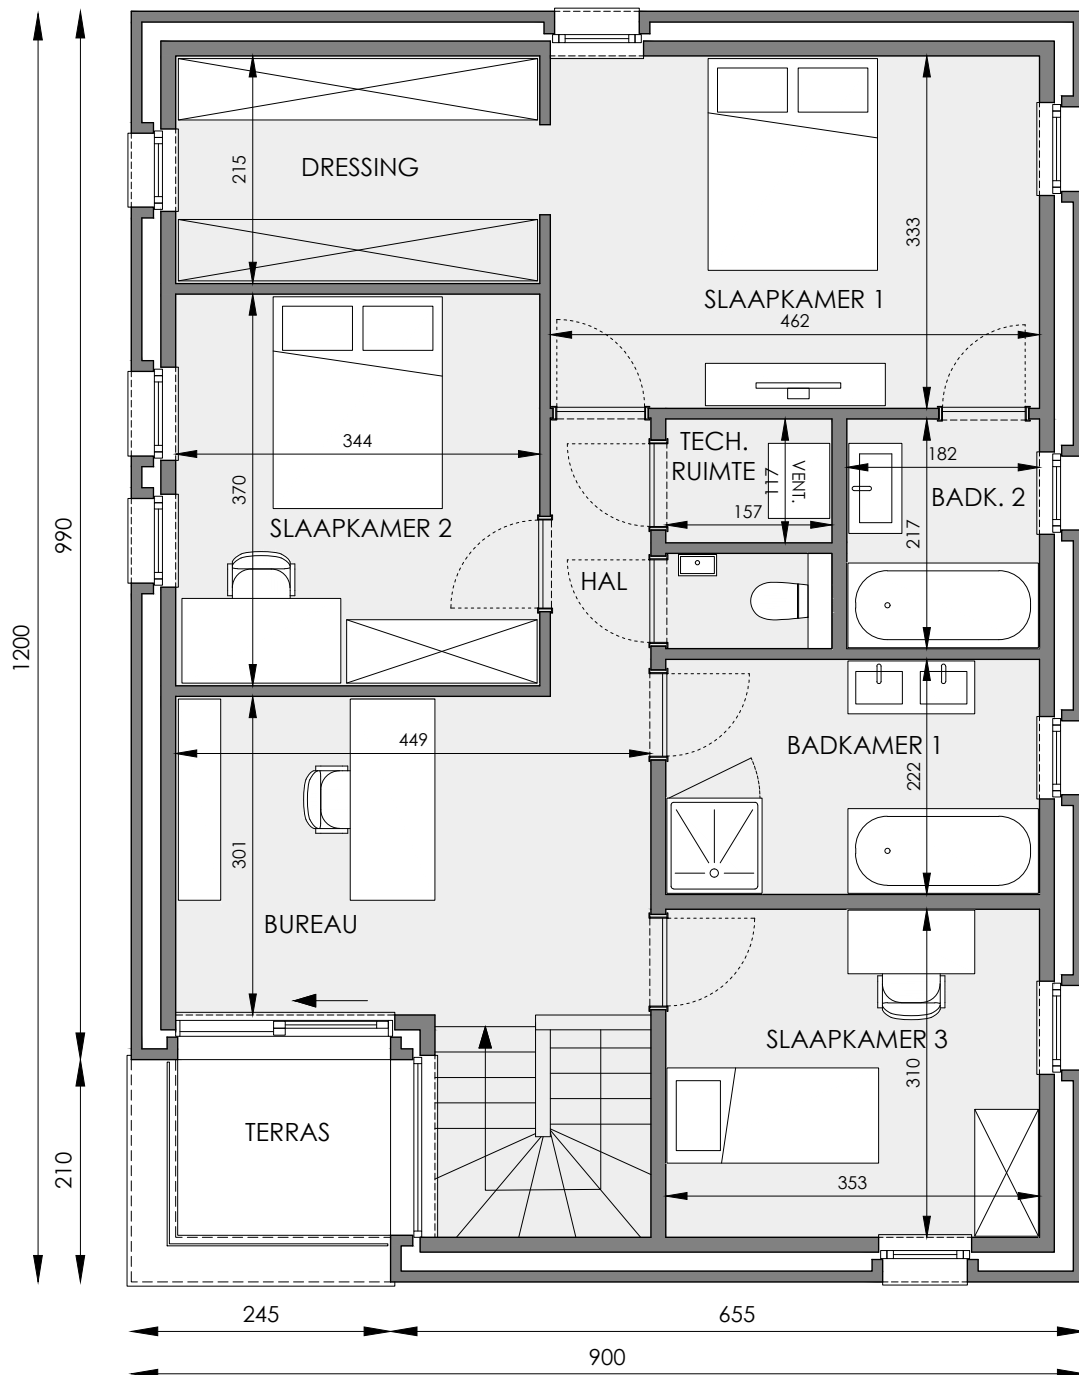 DRESSING
215
333
SLAAPKAMER 1
462
344
370
SLAAPKAMER 2
TECH.
RUIMTE
VENT.
117
157
182
BADK. 2
217
HAL
990
1200
449
BADKAMER 1
222
301
BUREAU
SLAAPKAMER 3
310
TERRAS
210
353
245
655
900